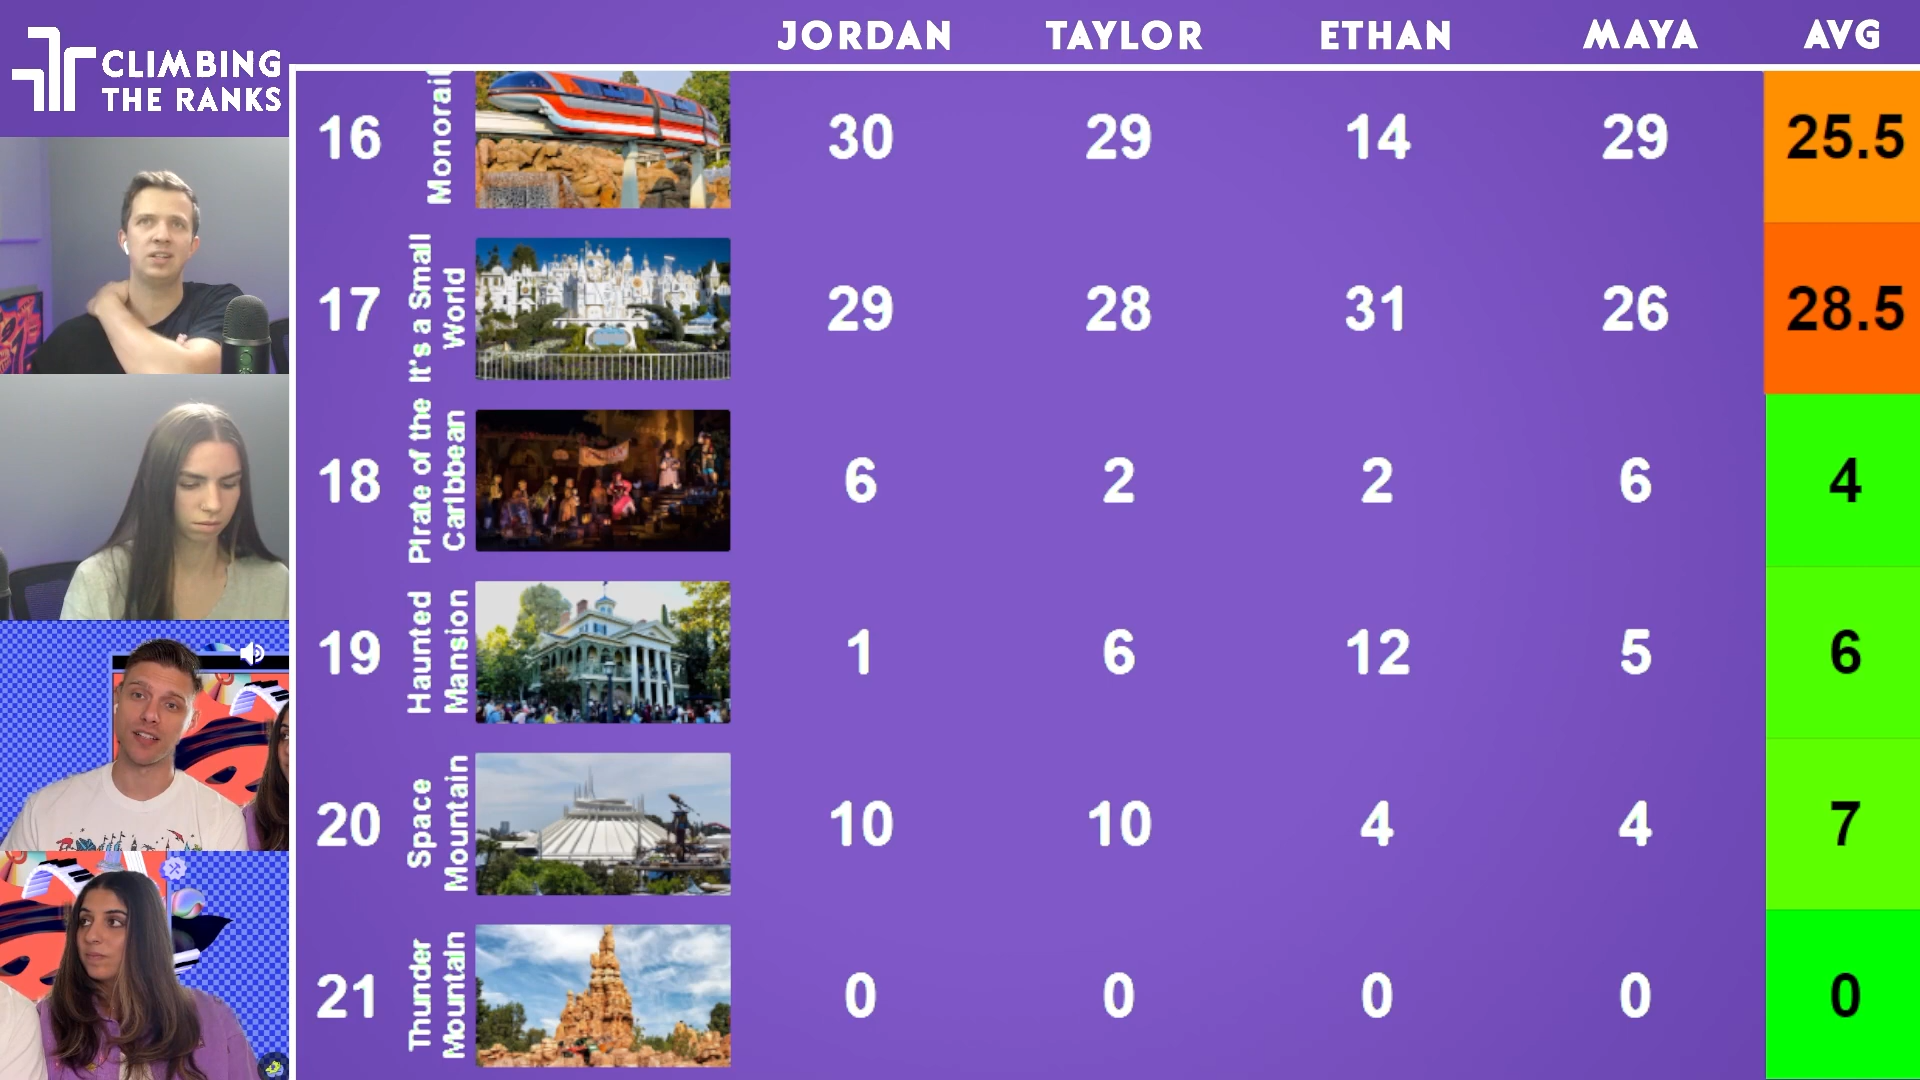 CLIMBING
THE RANKS
JORDAN TAYLOR ETHAN MAYA AVG
16 Monorail 30 29 14 29 25.5
17 It's a Small
World 29 28 31 26 28.5
18 Pirate of the
Caribbean 6 2 2 6 4
19 Haunted
Mansion 1 6 12 5 6
20 Space
Mountain 10 10 4 4 7
21 Thunder
Mountain 0 0 0 0 0